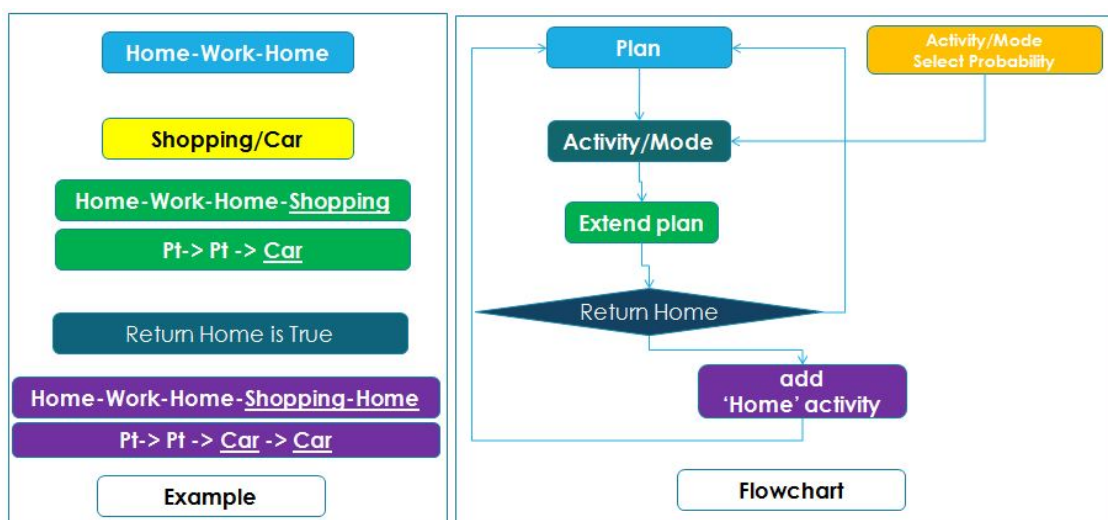 Home-Work-Home
Shopping/Car
Home-Work-Home-Shopping
Pt-> Pt -> Car
Return Home is True
Home-Work-Home-Shopping-Home
Pt-> Pt -> Car -> Car
Example
Plan
Activity/Mode
Select Probability
Activity/Mode
Extend plan
Return Home
add
‘Home’ activity
Flowchart